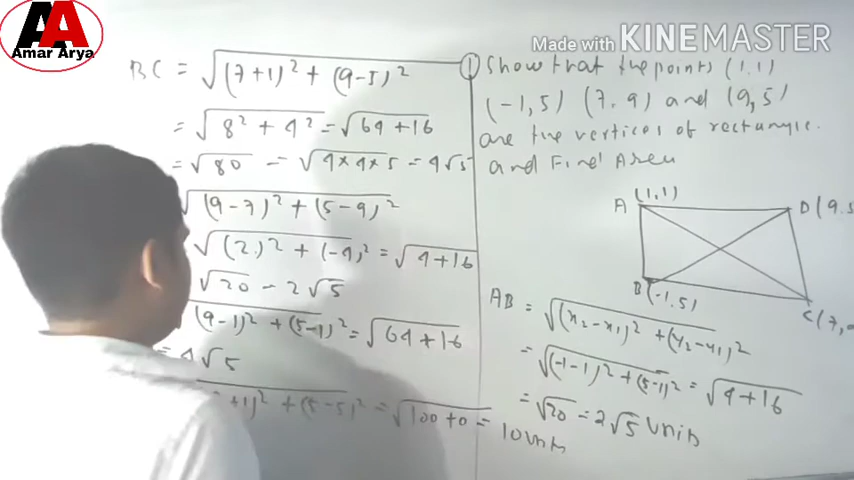 AA
Amar Arya
Made with KINEMASTER
① Show that the points (1,1)
(-1,5) (7,9) and (9,5)
are the vertices of rectangle.
and Find Area
A (1,1)
D (9,5
B (-1,5)
C (7,
AB = √(x₂-x₁)² + (y₂-y₁)²
= √(-1-1)² + (5-1)² = √4+16
= √20 = 2√5 units
BC = √(7+1)² + (9-5)²
= √8² + 4² = √64+16
= √80 = √4×4×5 = 4√5
√(9-7)² + (5-9)²
√(2)² + (-4)² = √4+16
√20 = 2√5
(9-1)² + (5-1)² = √64+16
= 4√5
+1)² + (5-5)² = √100+0 = 10 units